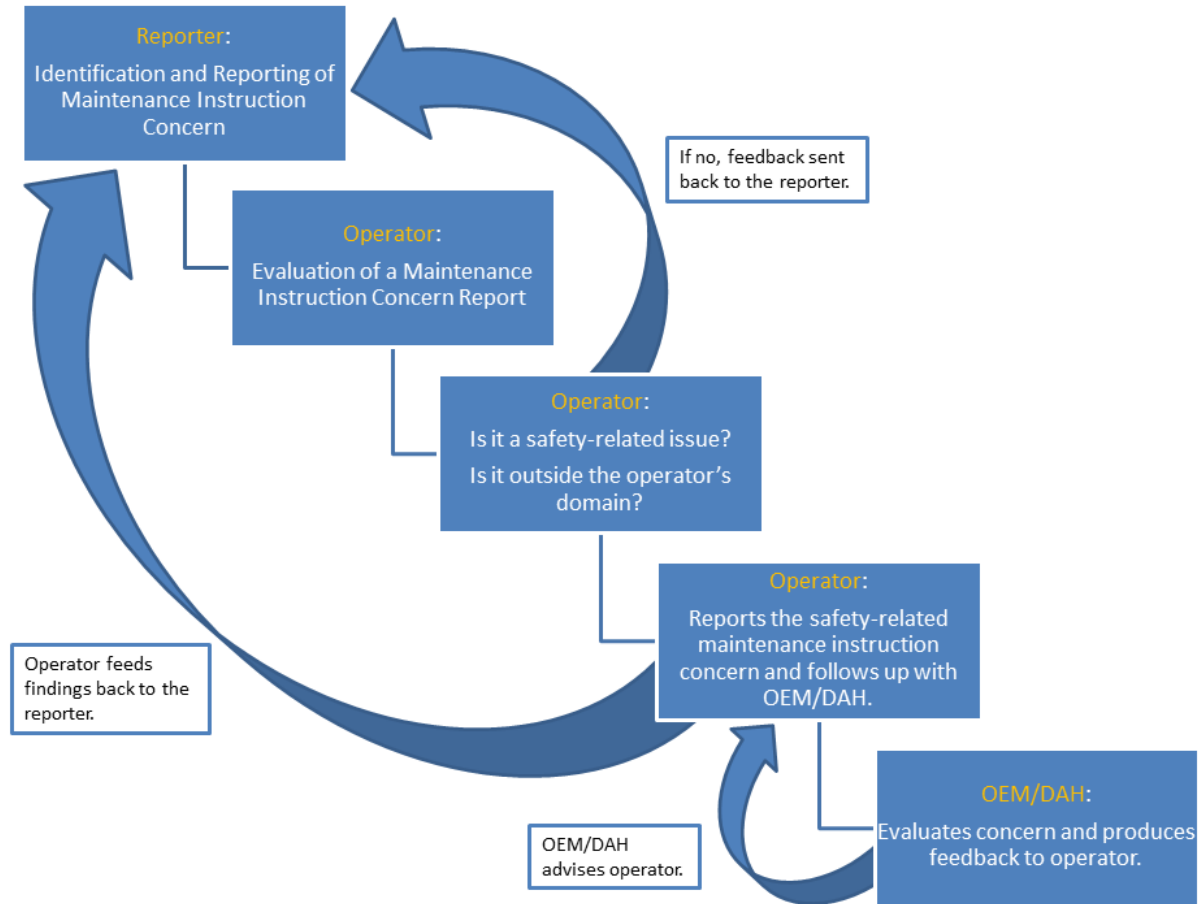 Reporter:
Identification and Reporting of
Maintenance Instruction
Concern
If no, feedback sent
back to the reporter.
Operator:
Evaluation of a Maintenance
Instruction Concern Report
Operator:
Is it a safety-related issue?
Is it outside the operator’s
domain?
Operator:
Reports the safety-related
maintenance instruction
concern and follows up with
OEM/DAH.
Operator feeds
findings back to the
reporter.
OEM/DAH:
Evaluates concern and produces
feedback to operator.
OEM/DAH
advises operator.